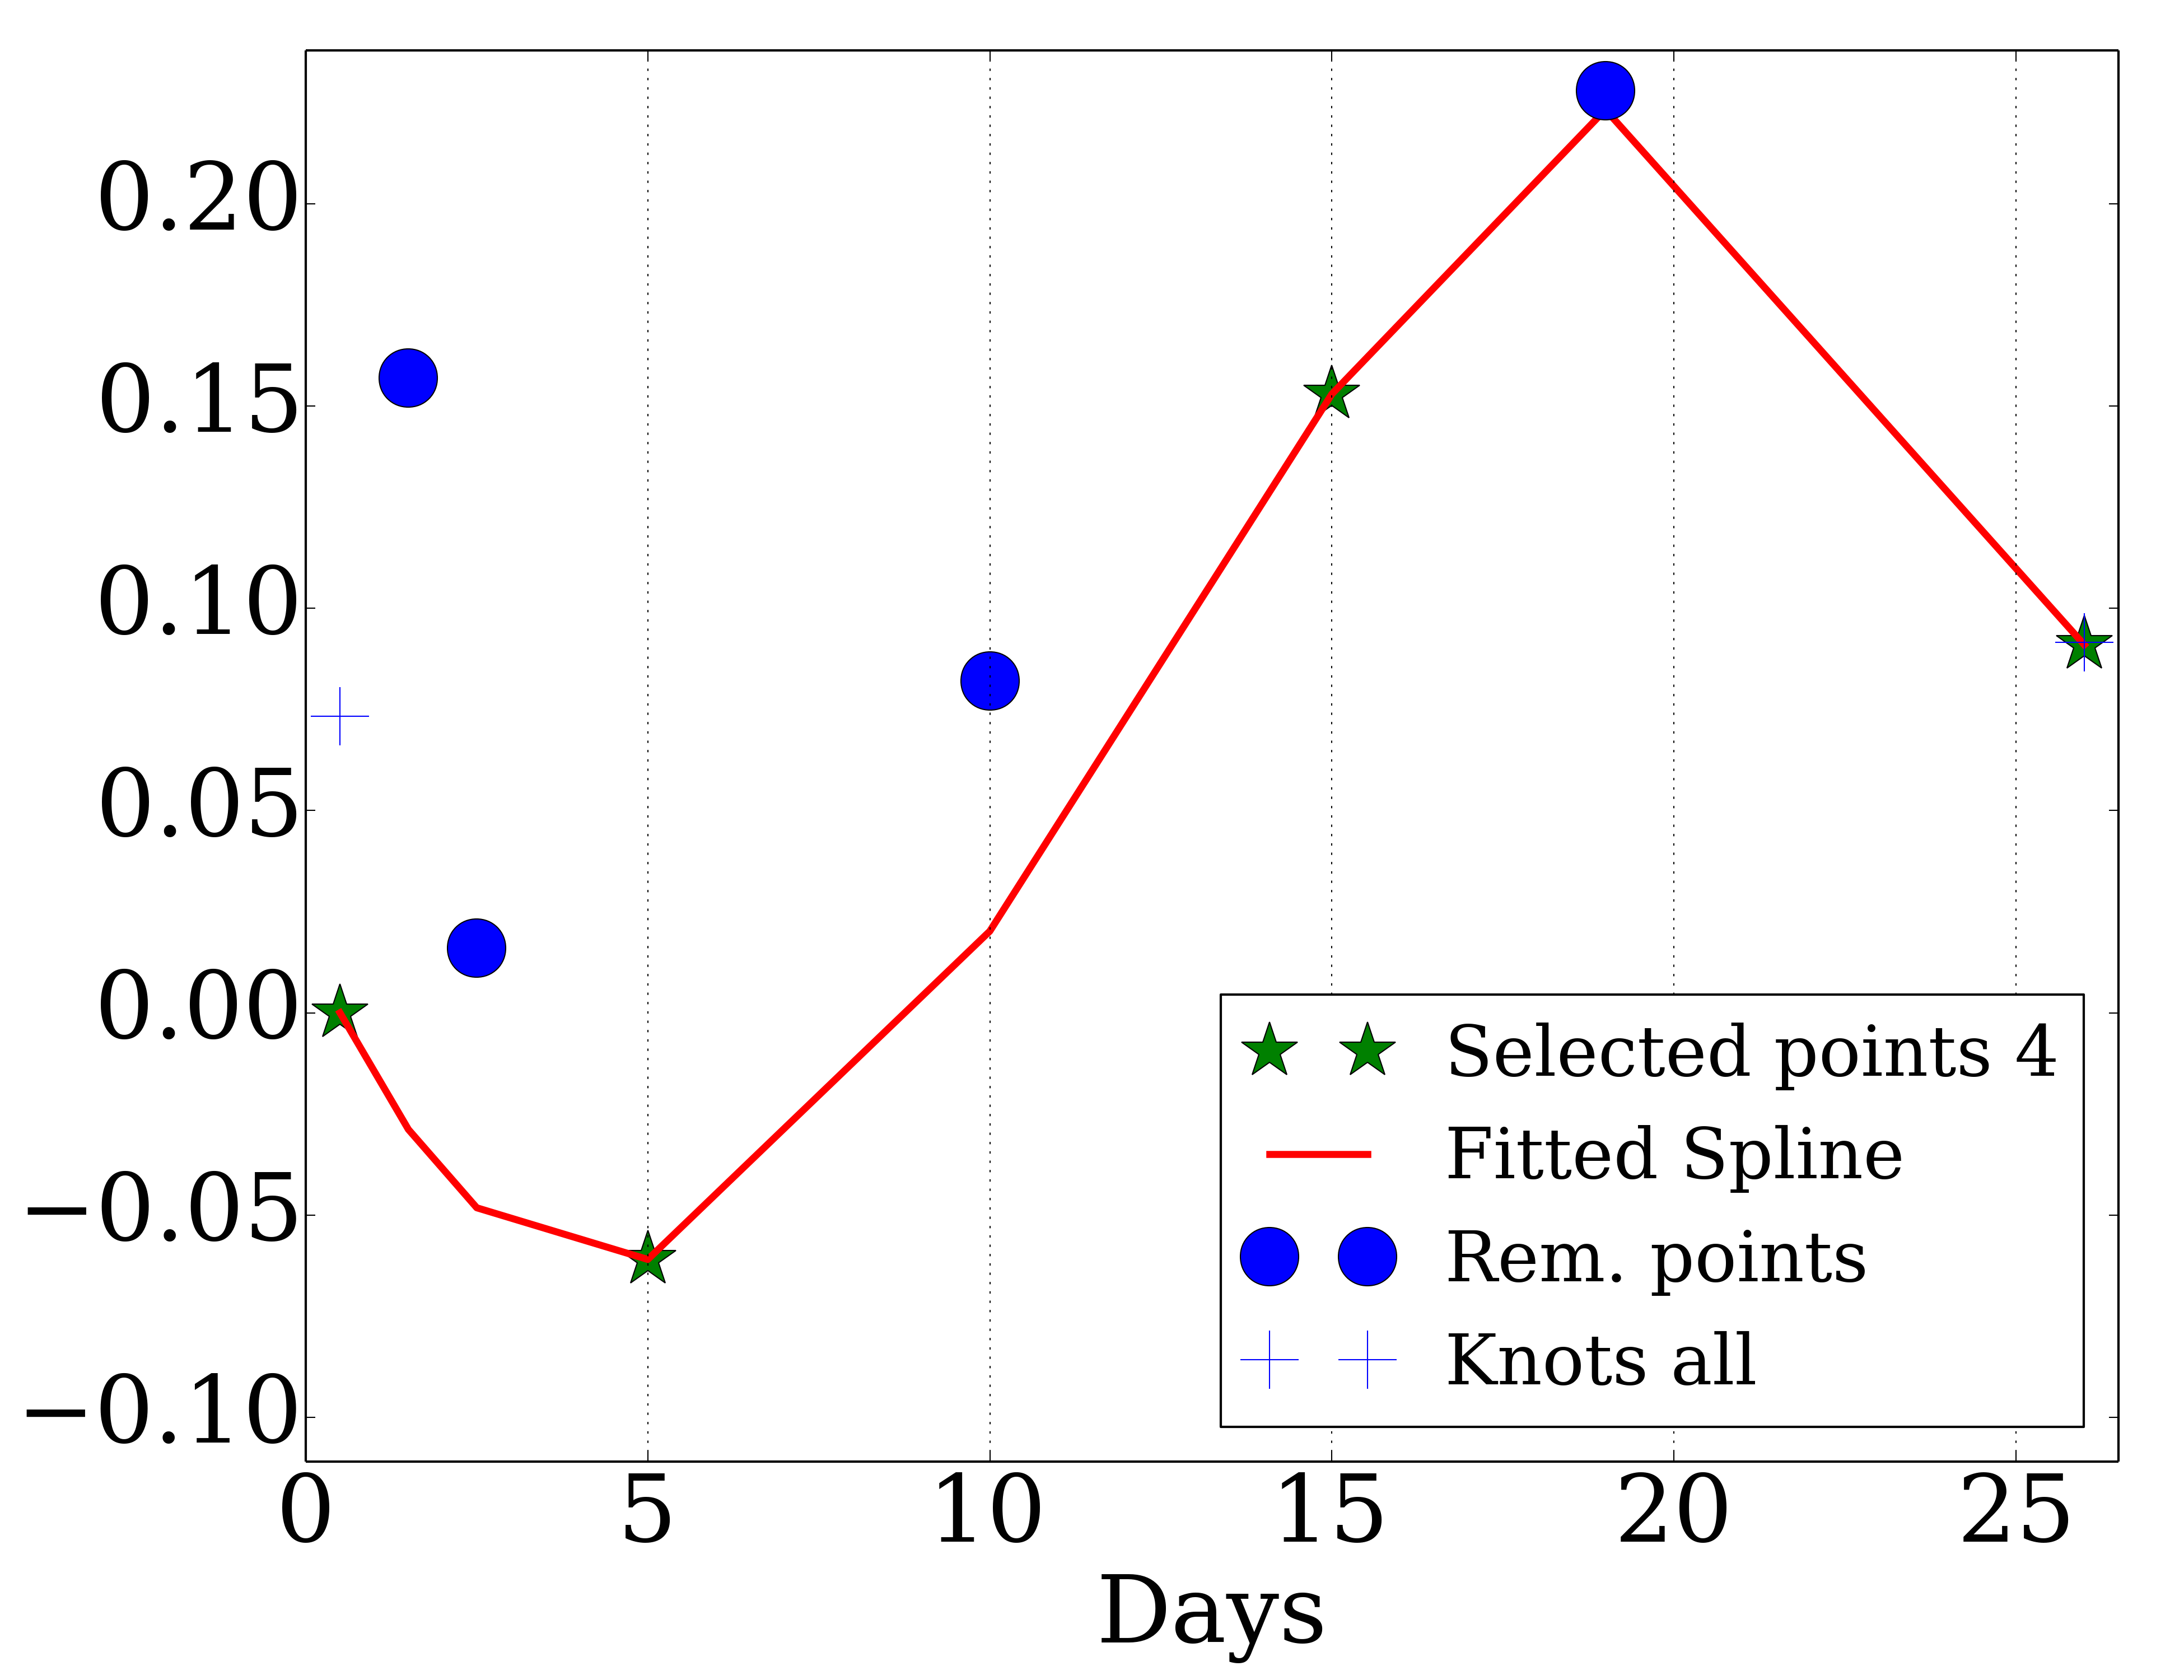 0.20
0.15
0.10
0.05
0.00
−0.05
−0.10
0 5 10 15 20 25
Days
Selected points 4
Fitted Spline
Rem. points
Knots all